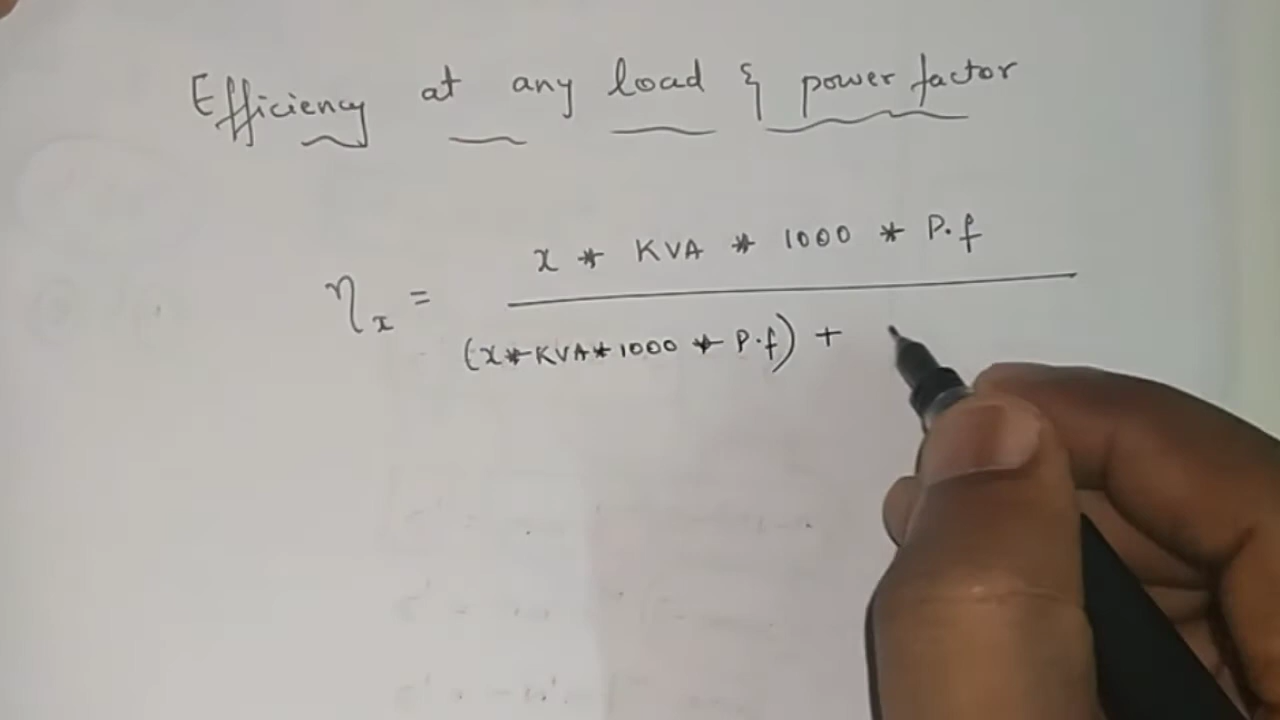 Efficiency at any load & power factor
x * KVA * 1000 * P.f
ηx =
(x*KVA*1000 * P.f) +